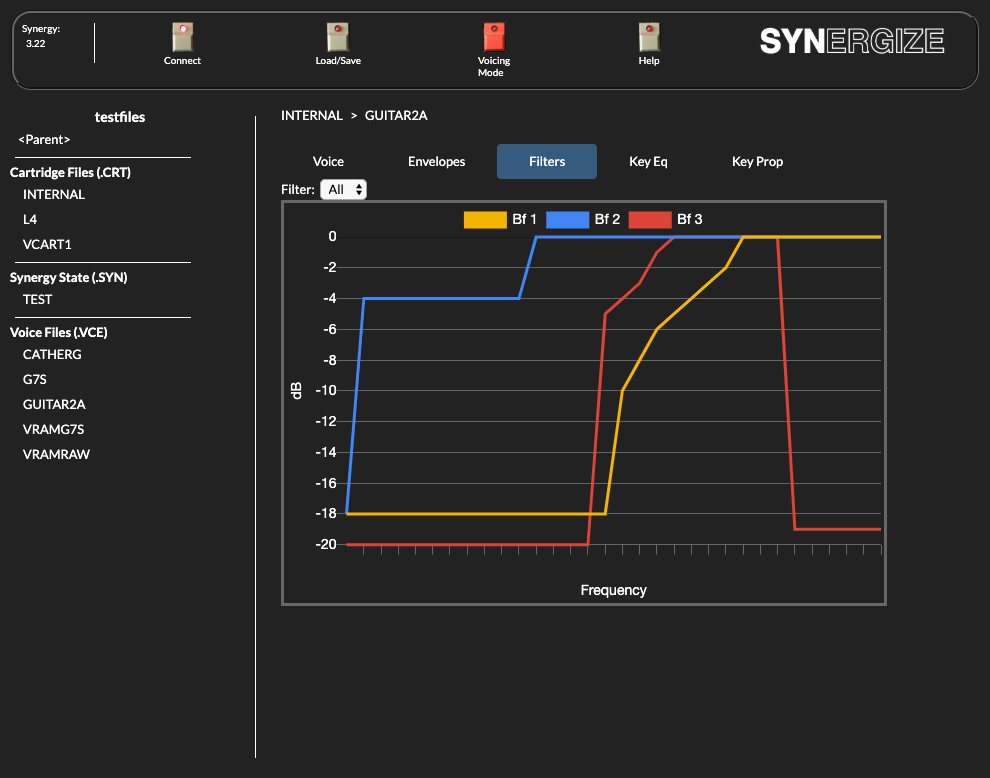 Synergy:
3.22
Connect
Load/Save
Voicing
Mode
Help
SYNERGIZE
testfiles
<Parent>
Cartridge Files (.CRT)
INTERNAL
L4
VCART1
Synergy State (.SYN)
TEST
Voice Files (.VCE)
CATHERG
G7S
GUITAR2A
VRAMG7S
VRAMRAW
INTERNAL > GUITAR2A
Voice Envelopes Filters Key Eq Key Prop
Filter: All
Bf 1 Bf 2 Bf 3
0
-2
-4
-6
-8
-10
-12
-14
-16
-18
-20
dB
Frequency